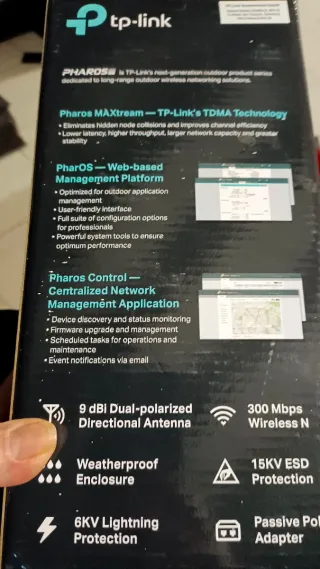 tp-link
PHAROS is TP-Link's next-generation outdoor product series
dedicated to long-range outdoor wireless networking solutions.
Pharos MAXtream — TP-Link's TDMA Technology
• Eliminates hidden node collisions and improves channel efficiency
• Lower latency, higher throughput, larger network capacity and greater
stability
PharOS — Web-based
Management Platform
• Optimized for outdoor application
management
• User-friendly interface
• Full suite of configuration options
for professionals
• Powerful system tools to ensure
optimum performance
Pharos Control —
Centralized Network
Management Application
• Device discovery and status monitoring
• Firmware upgrade and management
• Scheduled tasks for operations and
maintenance
• Event notifications via email
9 dBi Dual-polarized
Directional Antenna
300 Mbps
Wireless N
Weatherproof
Enclosure
15KV ESD
Protection
6KV Lightning
Protection
Passive Po
Adapter